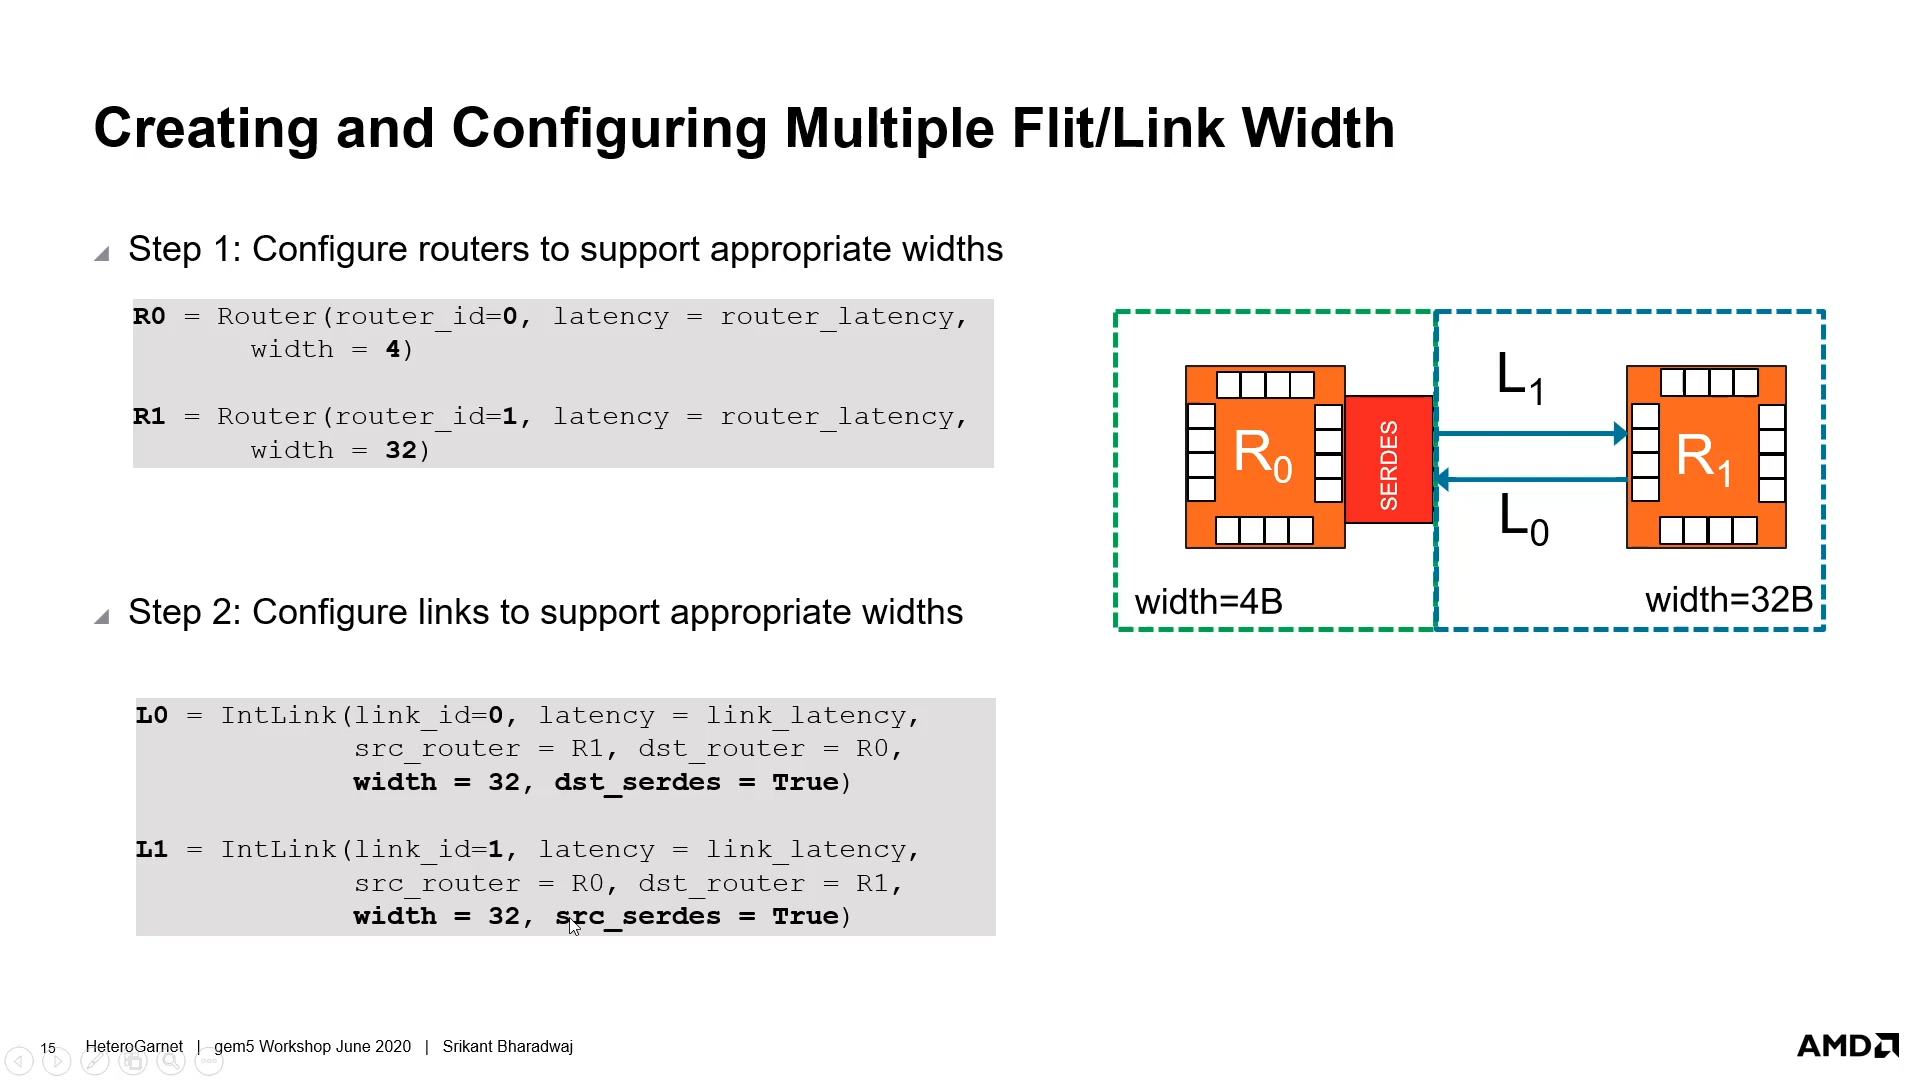 Creating and Configuring Multiple Flit/Link Width
Step 1: Configure routers to support appropriate widths
R0 = Router(router_id=0, latency = router_latency,
width = 4)
R1 = Router(router_id=1, latency = router_latency,
width = 32)
Step 2: Configure links to support appropriate widths
L0 = IntLink(link_id=0, latency = link_latency,
src_router = R1, dst_router = R0,
width = 32, dst_serdes = True)
L1 = IntLink(link_id=1, latency = link_latency,
src_router = R0, dst_router = R1,
width = 32, src_serdes = True)
R0
SERDES
L1
L0
R1
width=4B
width=32B
15 HeteroGarnet | gem5 Workshop June 2020 | Srikant Bharadwaj
AMD